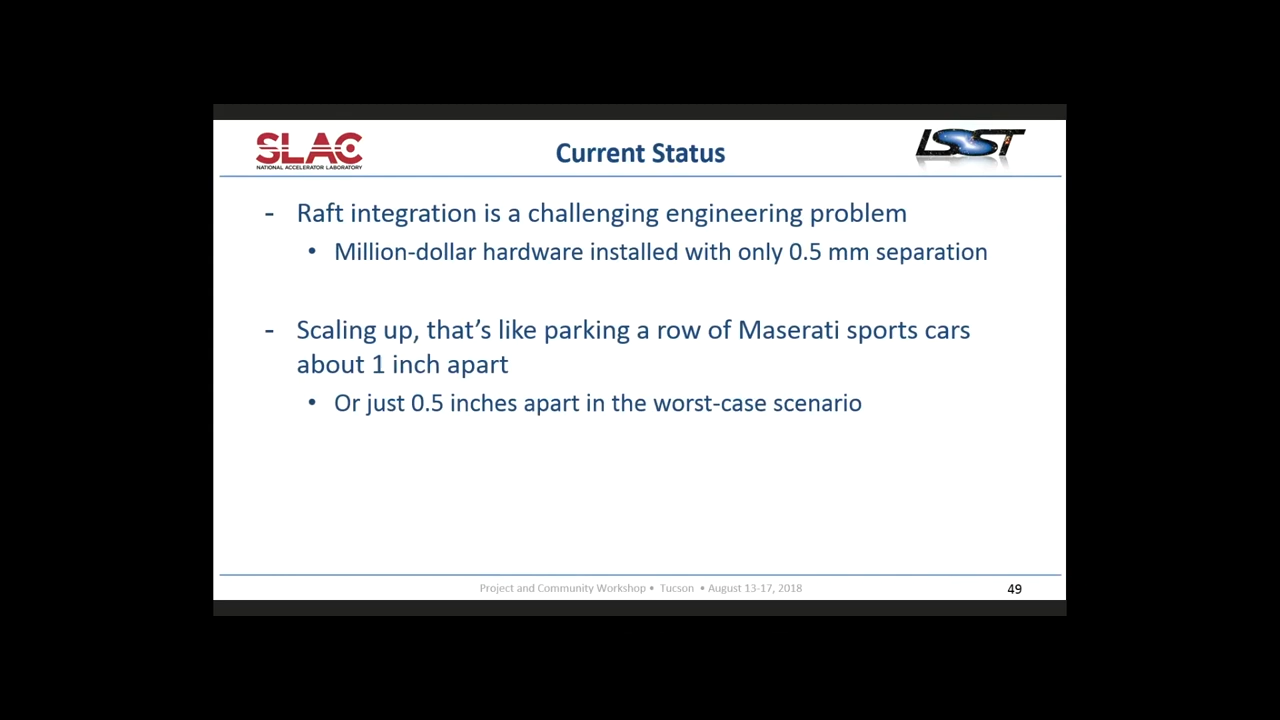 SLAC
NATIONAL ACCELERATOR LABORATORY
Current Status
LSST
- Raft integration is a challenging engineering problem
• Million-dollar hardware installed with only 0.5 mm separation
- Scaling up, that’s like parking a row of Maserati sports cars
about 1 inch apart
• Or just 0.5 inches apart in the worst-case scenario
Project and Community Workshop • Tucson • August 13-17, 2018
49